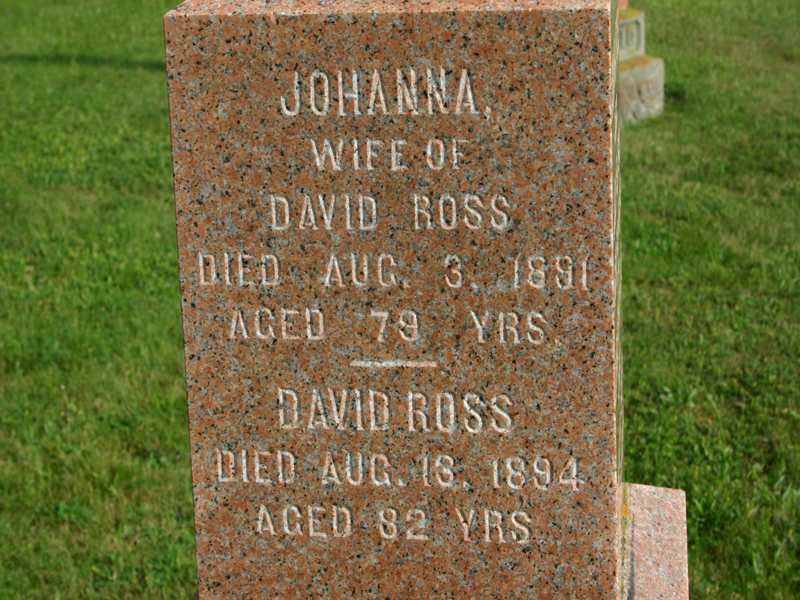 JOHANNA,
WIFE OF
DAVID ROSS
DIED AUG. 3, 1891
AGED 79 YRS.
DAVID ROSS
DIED AUG. 18, 1894
AGED 82 YRS